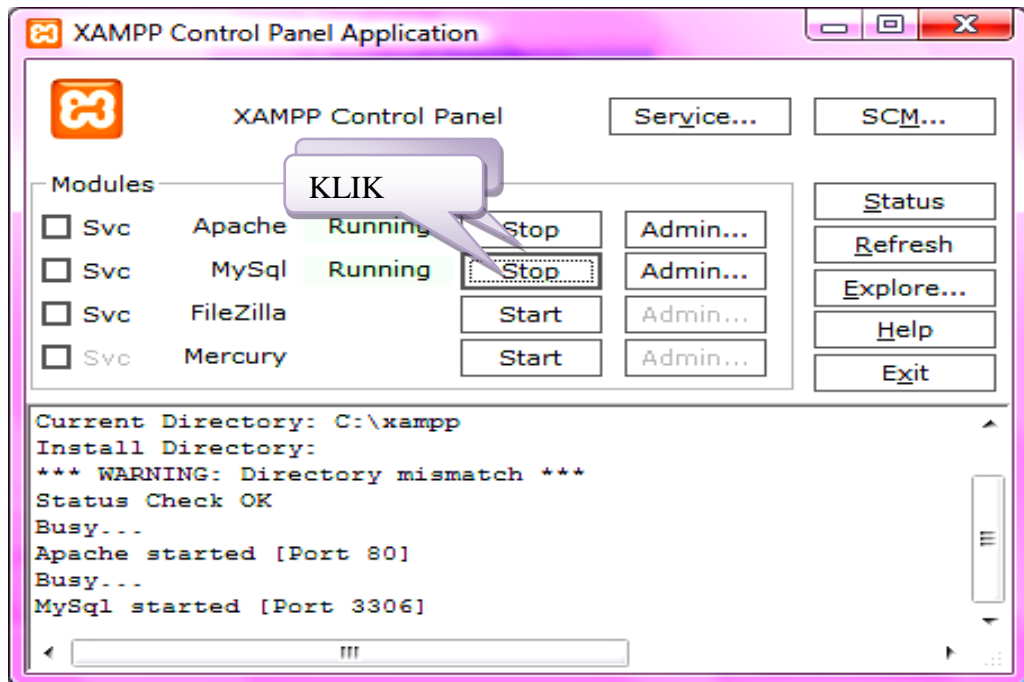 XAMPP Control Panel Application
XAMPP Control Panel
Service...
SCM...
KLIK
Modules
Svc Apache Running Stop Admin...
Svc MySql Running Stop Admin...
Svc FileZilla Start Admin...
Svc Mercury Start Admin...
Status
Refresh
Explore...
Help
Exit
Current Directory: C:\xampp
Install Directory:
*** WARNING: Directory mismatch ***
Status Check OK
Busy...
Apache started [Port 80]
Busy...
MySql started [Port 3306]